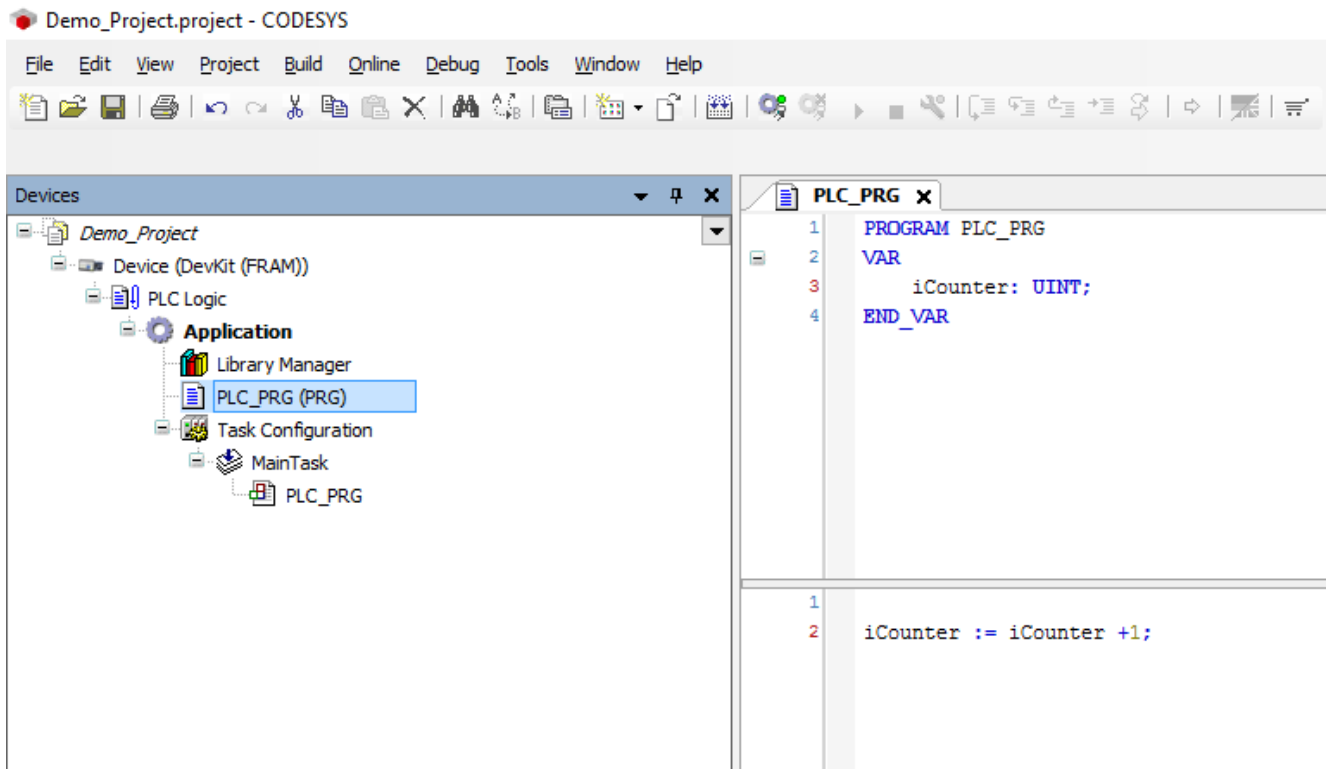 Demo_Project.project - CODESYS
File Edit View Project Build Online Debug Tools Window Help
Devices
Demo_Project
Device (DevKit (FRAM))
PLC Logic
Application
Library Manager
PLC_PRG (PRG)
Task Configuration
MainTask
PLC_PRG
PLC_PRG
1 PROGRAM PLC_PRG
2 VAR
3 iCounter: UINT;
4 END_VAR
1
2 iCounter := iCounter +1;